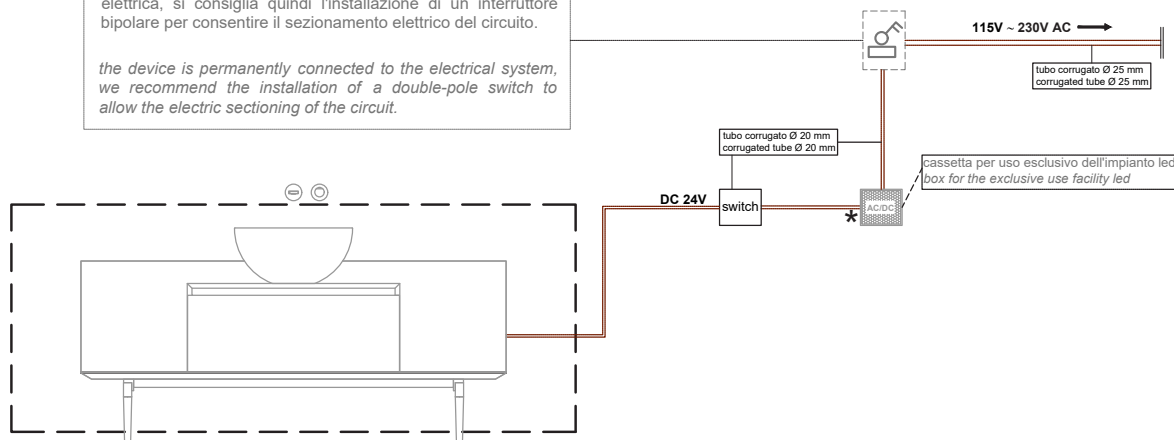 elettrica, si consiglia quindi l'installazione di un interruttore
bipolare per consentire il sezionamento elettrico del circuito.
the device is permanently connected to the electrical system,
we recommend the installation of a double-pole switch to
allow the electric sectioning of the circuit.
115V ~ 230V AC
tubo corrugato Ø 25 mm
corrugated tube Ø 25 mm
tubo corrugato Ø 20 mm
corrugated tube Ø 20 mm
cassetta per uso esclusivo dell'impianto led
box for the exclusive use facility led
DC 24V
switch
*
AC/DC